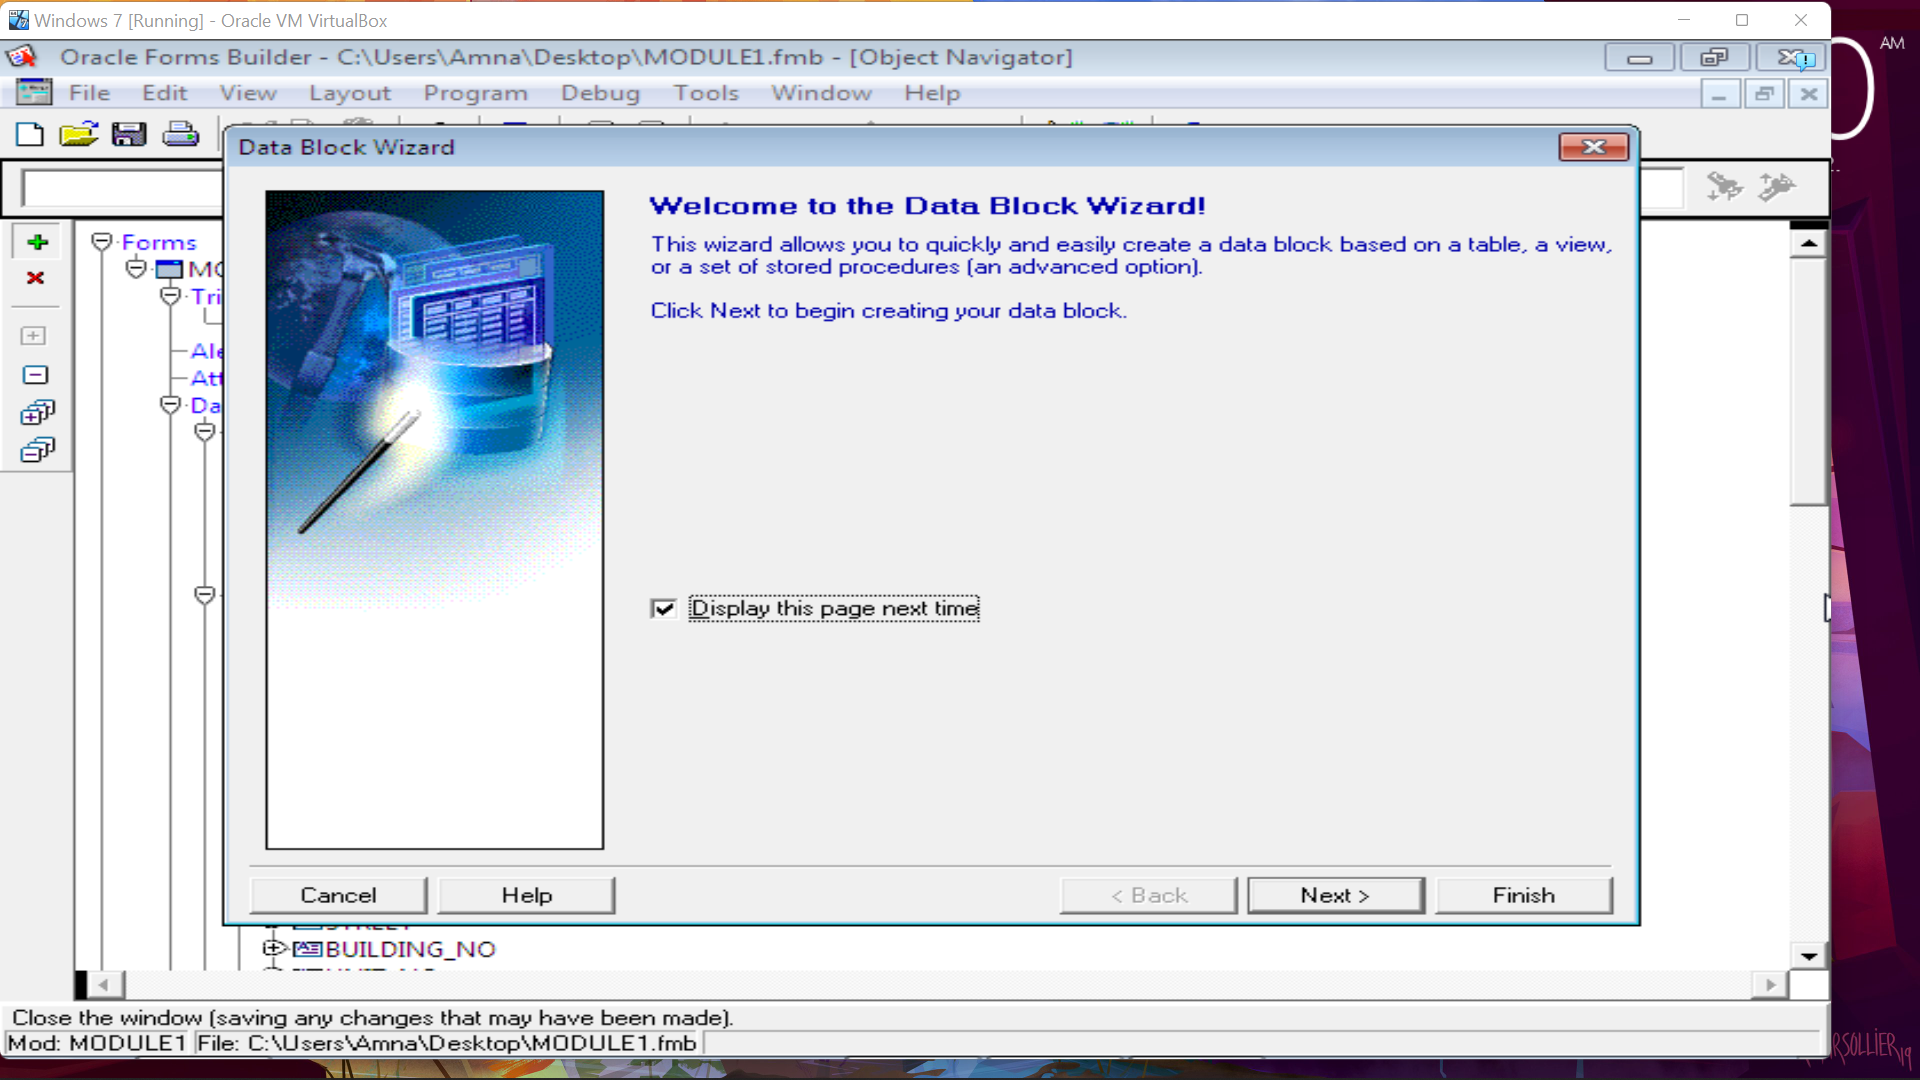 Windows 7 [Running] - Oracle VM VirtualBox
AM
Oracle Forms Builder - C:\Users\Amna\Desktop\MODULE1.fmb - [Object Navigator]
File Edit View Layout Program Debug Tools Window Help
Data Block Wizard
Welcome to the Data Block Wizard!
This wizard allows you to quickly and easily create a data block based on a table, a view,
or a set of stored procedures (an advanced option).
Click Next to begin creating your data block.
Forms
Display this page next time
Cancel Help < Back Next > Finish
BUILDING_NO
Close the window (saving any changes that may have been made).
Mod: MODULE1 File: C:\Users\Amna\Desktop\MODULE1.fmb